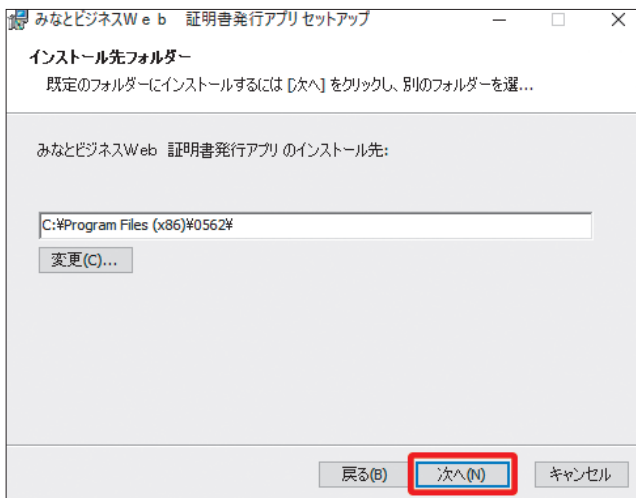 みなとビジネスWeb 証明書発行アプリ セットアップ
インストール先フォルダー
既定のフォルダーにインストールするには [次へ] をクリックし、別のフォルダーを選...
みなとビジネスWeb 証明書発行アプリ のインストール先:
C:¥Program Files (x86)¥0562¥
変更(C)...
戻る(B) 次へ(N) キャンセル